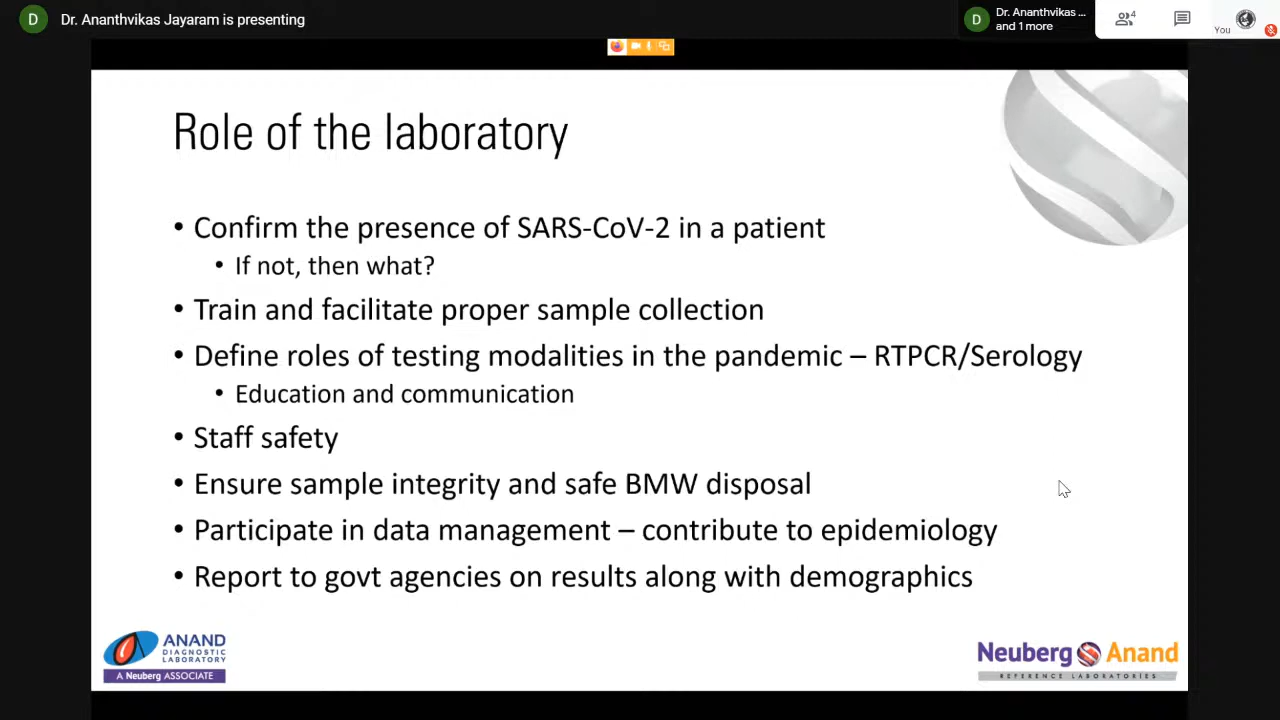 D Dr. Ananthvikas Jayaram is presenting
D Dr. Ananthvikas ...
and 1 more
4
You
Role of the laboratory
• Confirm the presence of SARS-CoV-2 in a patient
• If not, then what?
• Train and facilitate proper sample collection
• Define roles of testing modalities in the pandemic – RTPCR/Serology
• Education and communication
• Staff safety
• Ensure sample integrity and safe BMW disposal
• Participate in data management – contribute to epidemiology
• Report to govt agencies on results along with demographics
ANAND
DIAGNOSTIC
LABORATORY
A Neuberg ASSOCIATE
Neuberg Anand
REFERENCE LABORATORIES